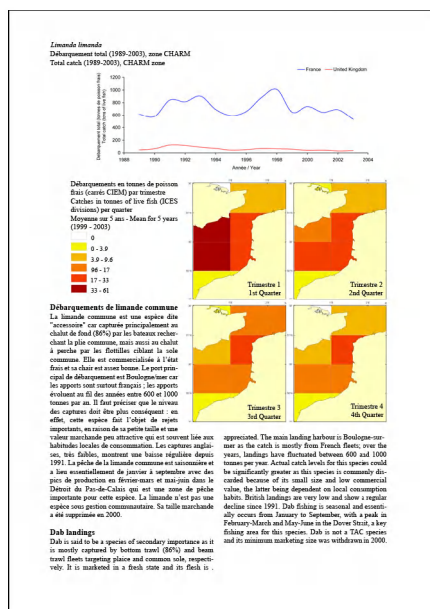 Limanda limanda
Débarquement total (1989-2003), zone CHARM
Total catch (1989-2003), CHARM zone
France United Kingdom
Débarquement total (tonnes de poisson frais)
Total catch (tons of live fish)
1200
1000
800
600
400
200
0
1988 1990 1992 1994 1996 1998 2000 2002 2004
Année / Year
Débarquements en tonnes de poisson
frais (carrés CIEM) par trimestre
Catches in tonnes of live fish (ICES
divisions) per quarter
Moyenne sur 5 ans - Mean for 5 years
(1999 - 2003)
0
0 - 3.9
3.9 - 9.6
96 - 17
17 - 33
33 - 61
Trimestre 1
1st Quarter
Trimestre 2
2nd Quarter
Trimestre 3
3rd Quarter
Trimestre 4
4th Quarter
Débarquements de limande commune
La limande commune est une espèce dite
"accessoire" car capturée principalement au
chalut de fond (86%) par les bateaux recher-
chant la plie commune, mais aussi au chalut
à perche par les flottilles ciblant la sole
commune. Elle est commercialisée à l'état
frais et sa chair est assez bonne. Le port prin-
cipal de débarquement est Boulogne/mer car
les apports sont surtout français ; les apports
évoluent au fil des années entre 600 et 1000
tonnes par an. Il faut préciser que le niveau
des captures doit être plus conséquent : en
effet, cette espèce fait l'objet de rejets
importants, en raison de sa petite taille et une
valeur marchande peu attractive qui est souvent liée aux
habitudes locales de consommation. Les captures anglai-
ses, très faibles, montrent une baisse régulière depuis
1991. La pêche de la limande commune est saisonnière et
a lieu essentiellement de janvier à septembre avec des
pics de production en février-mars et mai-juin dans le
Détroit du Pas-de-Calais qui est une zone de pêche
importante pour cette espèce. La limande n'est pas une
espèce sous gestion communautaire. Sa taille marchande
a été supprimée en 2000.
Dab landings
Dab is said to be a species of secondary importance as it
is mostly captured by bottom trawl (86%) and beam
trawl fleets targeting plaice and common sole, respecti-
vely. It is marketed in a fresh state and its flesh is .
appreciated. The main landing harbour is Boulogne-sur-
mer as the catch is mostly from French fleets; over the
years, landings have fluctuated between 600 and 1000
tonnes per year. Actual catch levels for this species could
be significantly greater as this species is commonly dis-
carded because of its small size and low commercial
value, the latter being dependent on local consumption
habits. British landings are very low and show a regular
decline since 1991. Dab fishing is seasonal and essenti-
ally occurs from January to September, with a peak in
February-March and May-June in the Dover Strait, a key
fishing area for this species. Dab is not a TAC species
and its minimum marketing size was withdrawn in 2000.